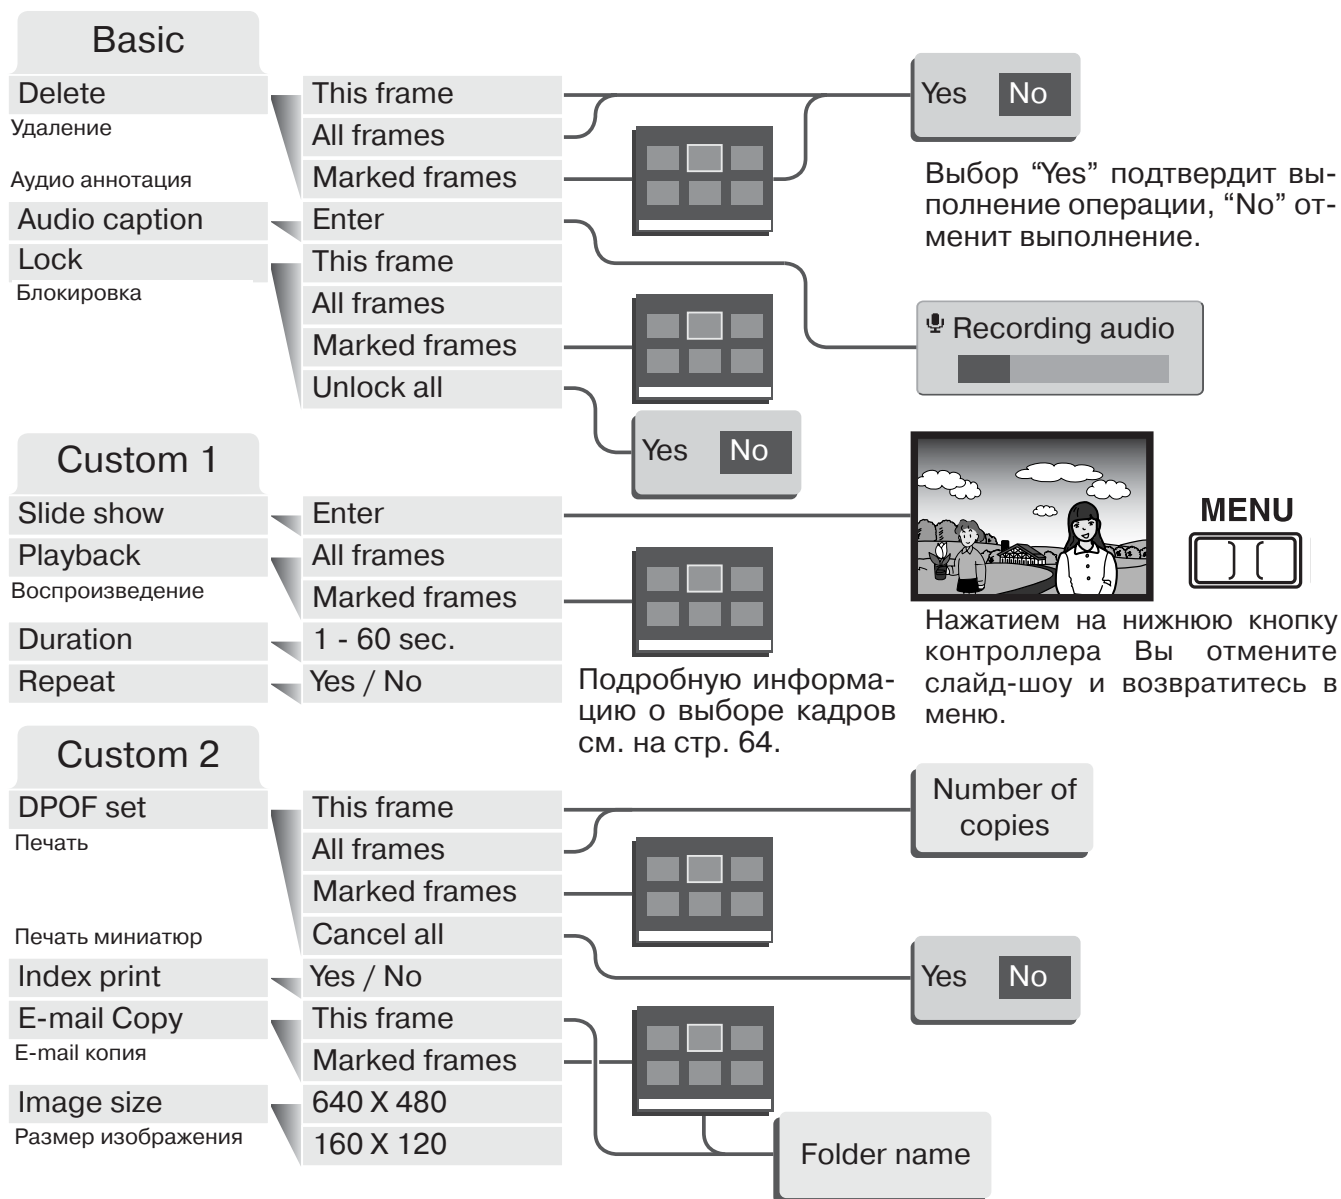 Basic
Delete
Удаление
Аудио аннотация
Audio caption
Lock
Блокировка
This frame
All frames
Marked frames
Enter
This frame
All frames
Marked frames
Unlock all
Yes No
Выбор “Yes” подтвердит вы-
полнение операции, “No” от-
менит выполнение.
Recording audio
Yes No
Custom 1
Slide show
Playback
Воспроизведение
Duration
Repeat
Enter
All frames
Marked frames
1 - 60 sec.
Yes / No
Подробную информа-
цию о выборе кадров
см. на стр. 64.
MENU
Нажатием на нижнюю кнопку
контроллера Вы отмените
слайд-шоу и возвратитесь в
меню.
Custom 2
DPOF set
Печать
Печать миниатюр
Index print
E-mail Copy
E-mail копия
Image size
Размер изображения
This frame
All frames
Marked frames
Cancel all
Yes / No
This frame
Marked frames
640 X 480
160 X 120
Number of
copies
Yes No
Folder name